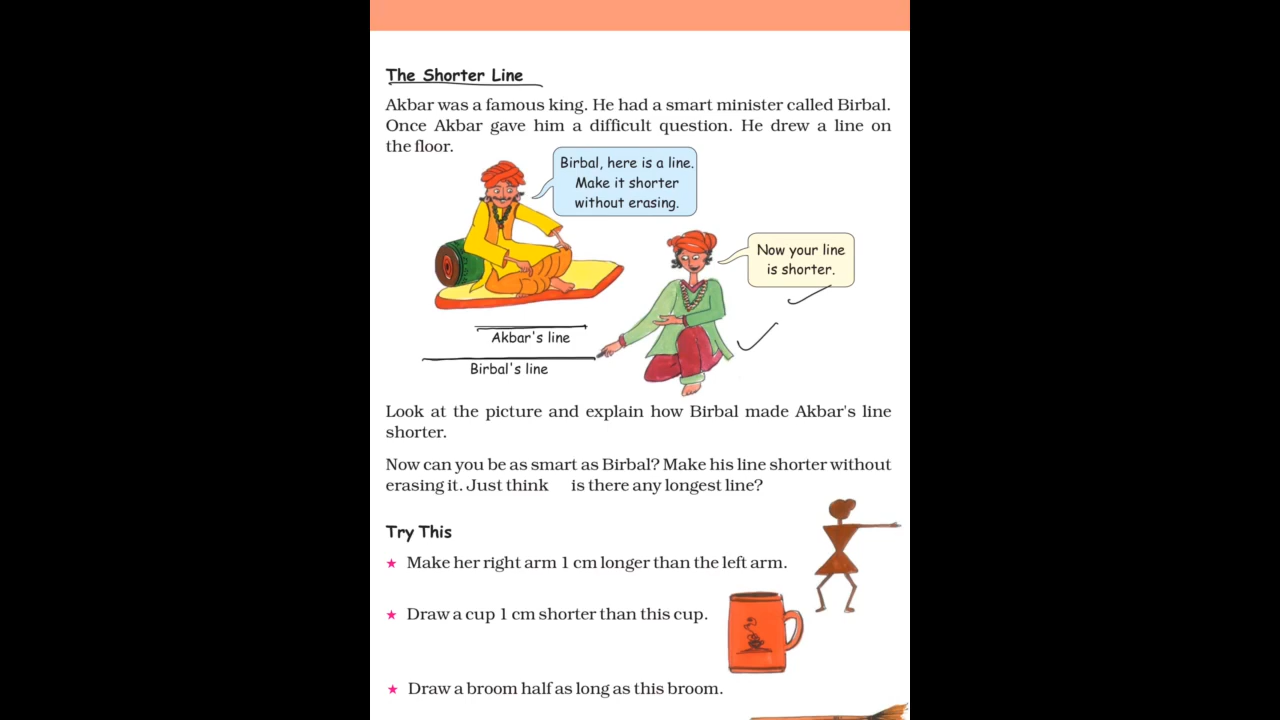 The Shorter Line
Akbar was a famous king. He had a smart minister called Birbal.
Once Akbar gave him a difficult question. He drew a line on
the floor.
Birbal, here is a line.
Make it shorter
without erasing.
Now your line
is shorter.
Akbar's line
Birbal's line
Look at the picture and explain how Birbal made Akbar's line
shorter.
Now can you be as smart as Birbal? Make his line shorter without
erasing it. Just think is there any longest line?
Try This
★ Make her right arm 1 cm longer than the left arm.
★ Draw a cup 1 cm shorter than this cup.
★ Draw a broom half as long as this broom.